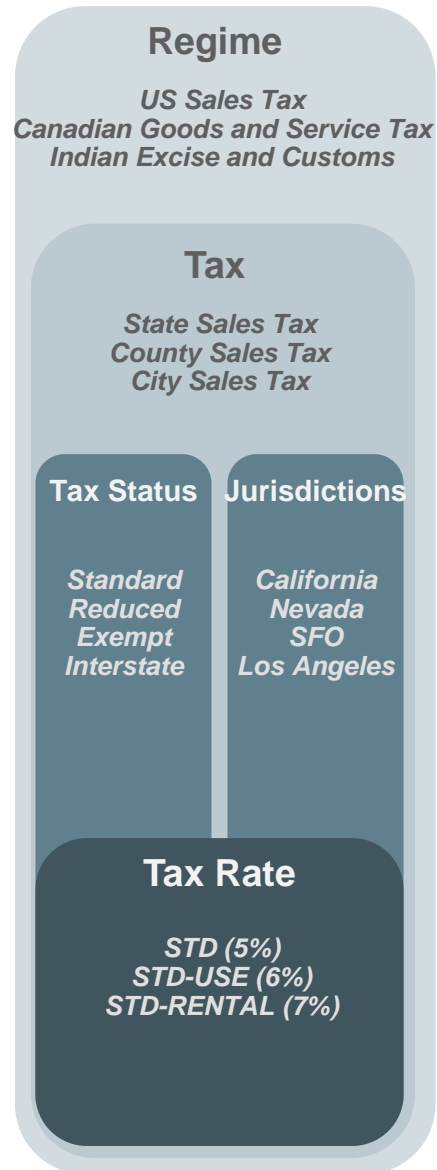 Regime
US Sales Tax
Canadian Goods and Service Tax
Indian Excise and Customs
Tax
State Sales Tax
County Sales Tax
City Sales Tax
Tax Status
Standard
Reduced
Exempt
Interstate
Jurisdictions
California
Nevada
SFO
Los Angeles
Tax Rate
STD (5%)
STD-USE (6%)
STD-RENTAL (7%)